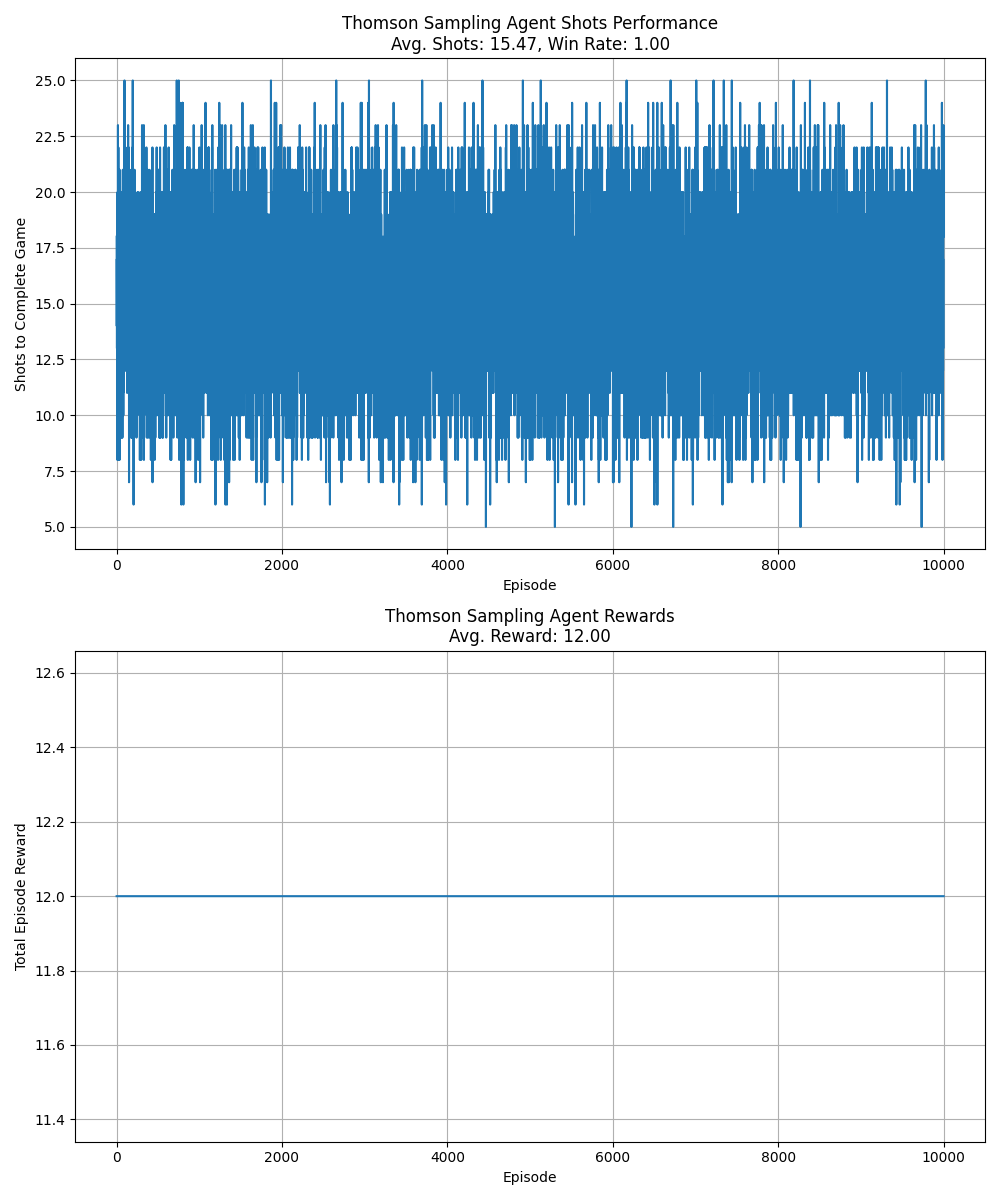 Thomson Sampling Agent Shots Performance
Avg. Shots: 15.47, Win Rate: 1.00
25.0
22.5
20.0
17.5
15.0
12.5
10.0
7.5
5.0
Shots to Complete Game
0 2000 4000 6000 8000 10000
Episode
Thomson Sampling Agent Rewards
Avg. Reward: 12.00
12.6
12.4
12.2
12.0
11.8
11.6
11.4
Total Episode Reward
0 2000 4000 6000 8000 10000
Episode